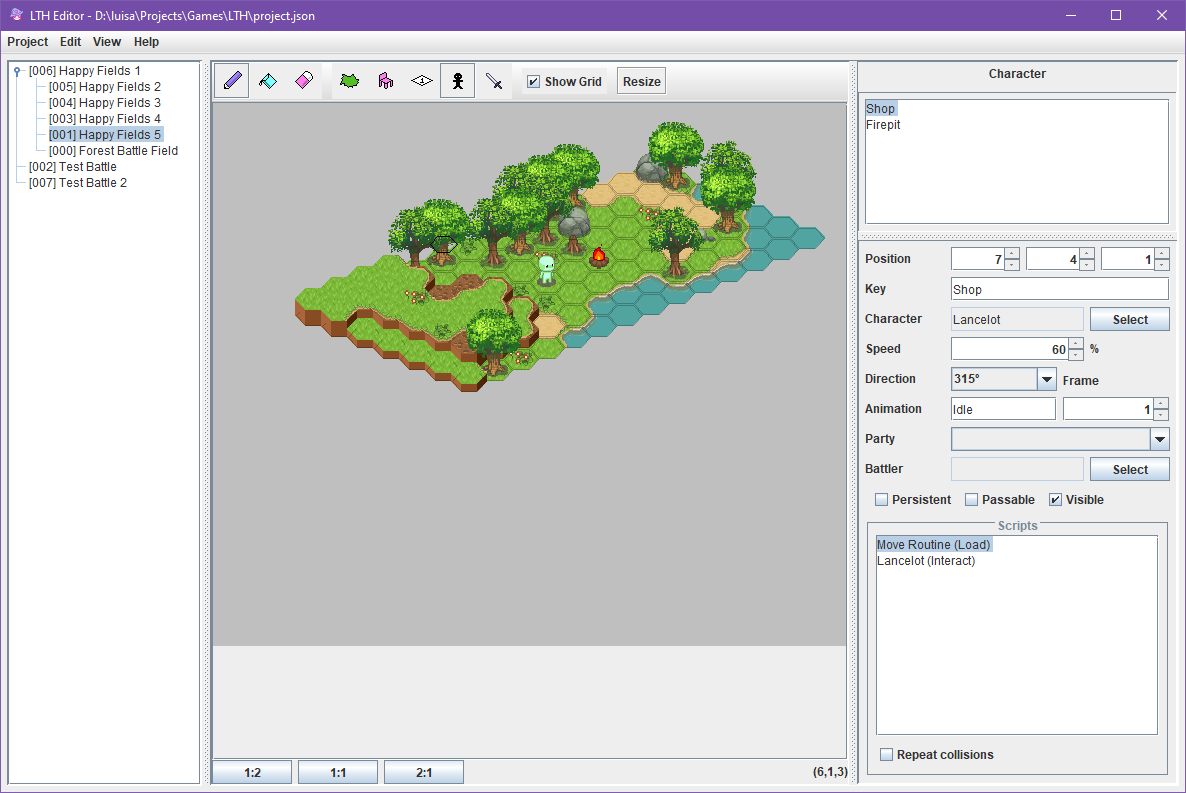 LTH Editor - D:\luisa\Projects\Games\LTH\project.json
Project Edit View Help
[006] Happy Fields 1
[005] Happy Fields 2
[004] Happy Fields 3
[003] Happy Fields 4
[001] Happy Fields 5
[000] Forest Battle Field
[002] Test Battle
[007] Test Battle 2
1
Show Grid
Resize
1:2
1:1
2:1
(6,1,3)
Character
Shop
Firepit
Position 7 4 1
Key Shop
Character Lancelot Select
Speed 60 %
Direction 315° Frame
Animation Idle 1
Party
Battler Select
Persistent Passable Visible
Scripts
Move Routine (Load)
Lancelot (Interact)
Repeat collisions